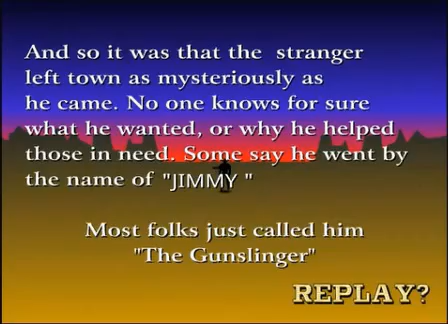 And so it was that the stranger
left town as mysteriously as
he came. No one knows for sure
what he wanted, or why he helped
those in need. Some say he went by
the name of "JIMMY "
Most folks just called him
"The Gunslinger"
REPLAY?